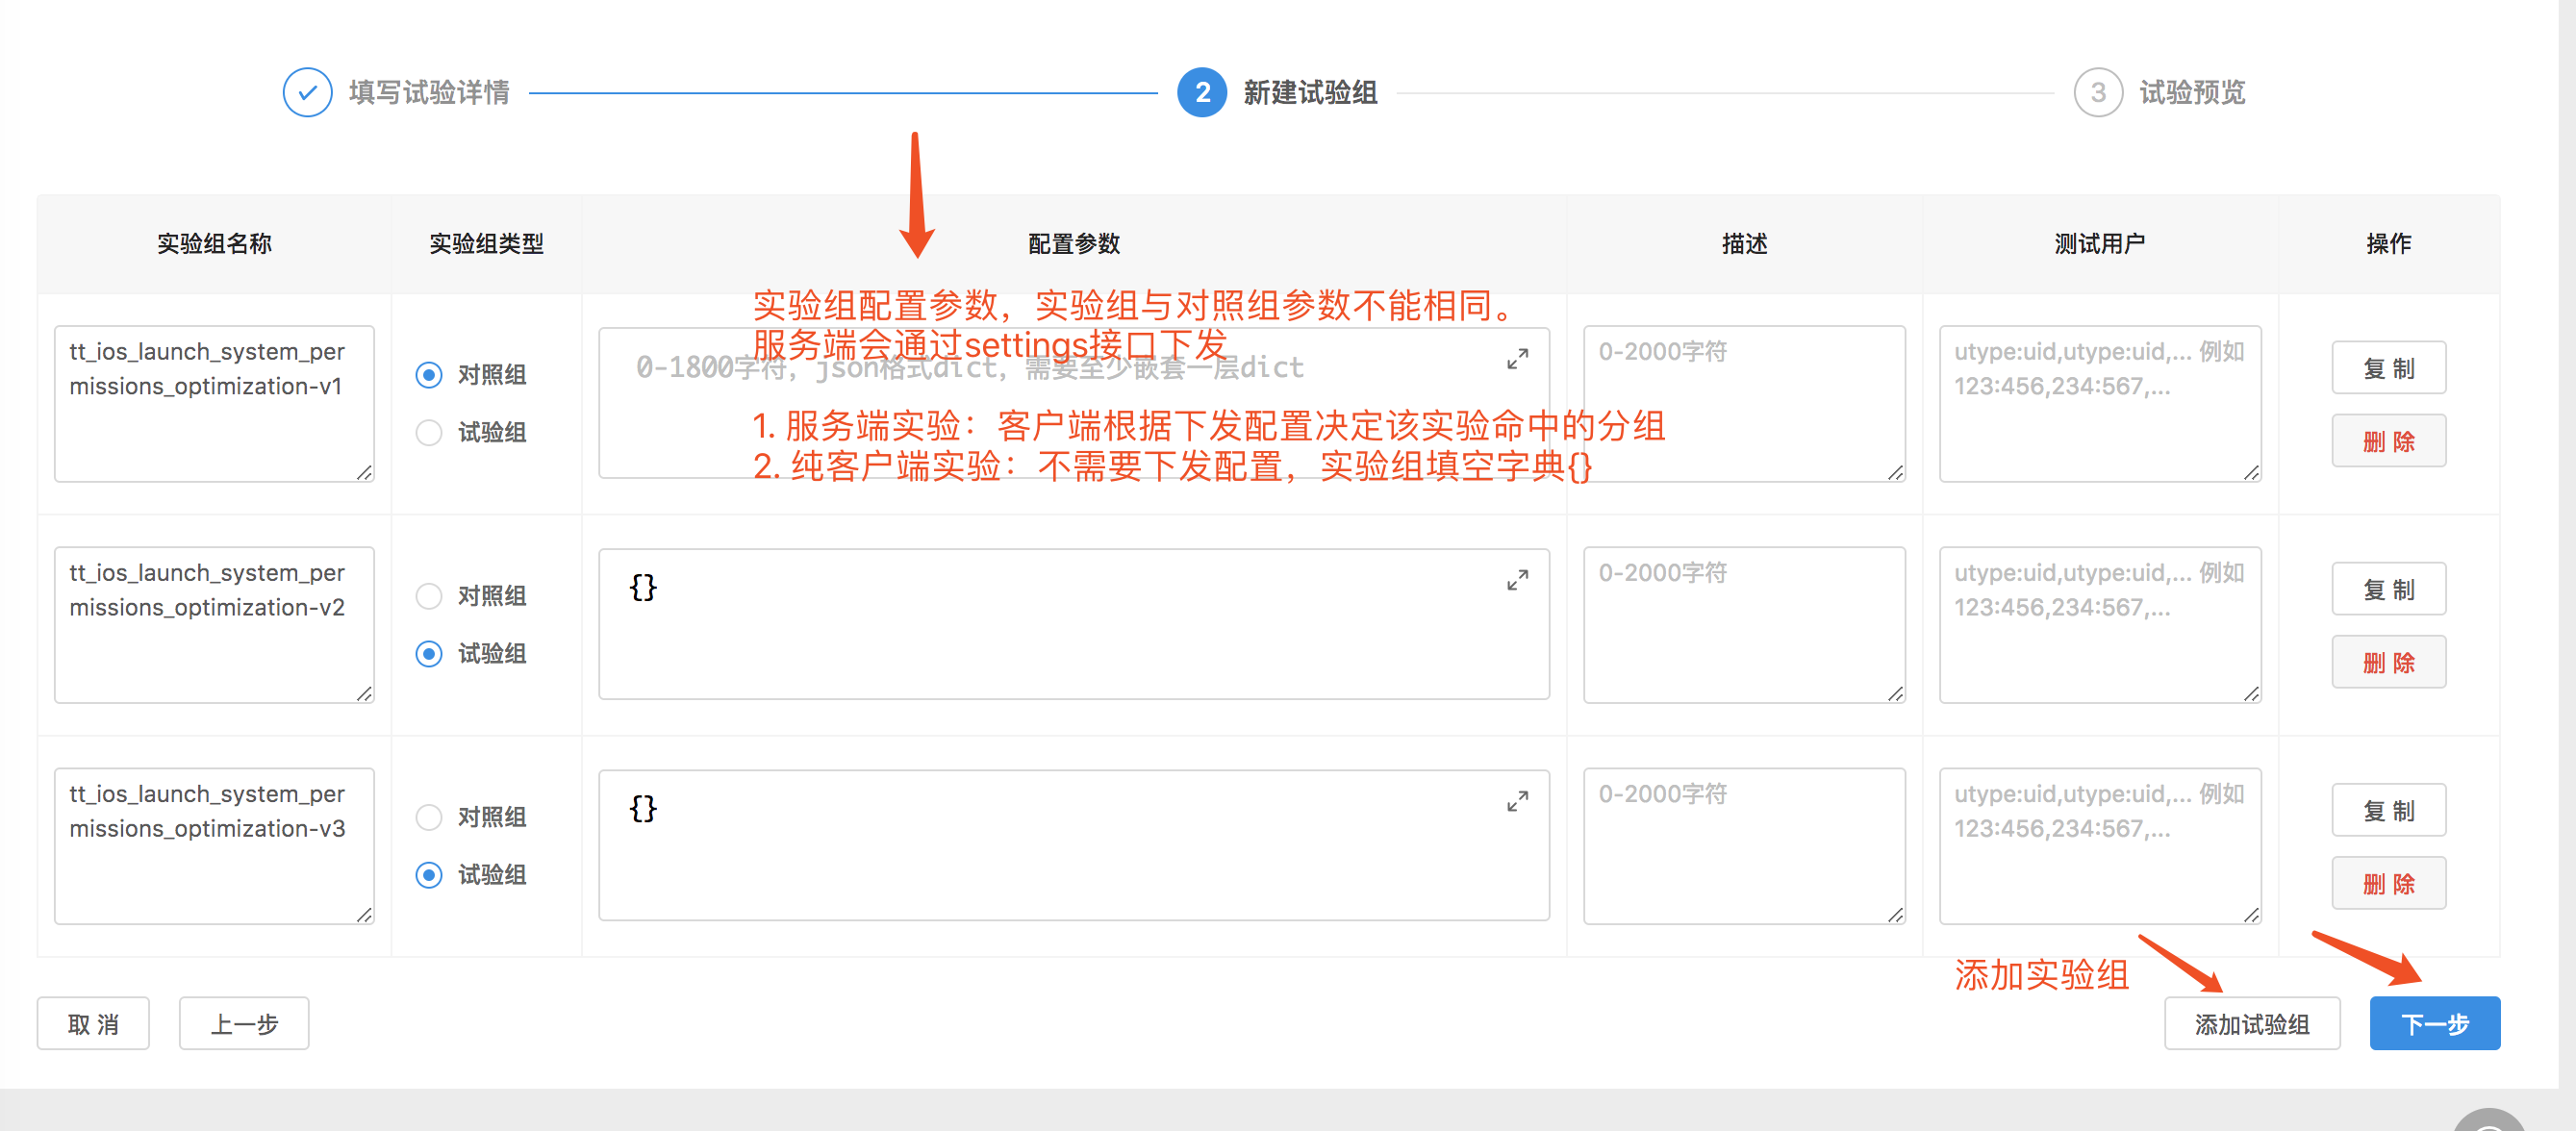 填写试验详情
2 新建试验组
3 试验预览
实验组名称
实验组类型
配置参数
描述
测试用户
操作
实验组配置参数，实验组与对照组参数不能相同。
服务端会通过settings接口下发
1. 服务端实验：客户端根据下发配置决定该实验命中的分组
2. 纯客户端实验：不需要下发配置，实验组填空字典{}
tt_ios_launch_system_per
missions_optimization-v1
对照组
试验组
0-1800字符，json格式dict，需要至少嵌套一层dict
0-2000字符
utype:uid,utype:uid,... 例如
123:456,234:567,...
复 制
删 除
tt_ios_launch_system_per
missions_optimization-v2
对照组
试验组
{}
0-2000字符
utype:uid,utype:uid,... 例如
123:456,234:567,...
复 制
删 除
tt_ios_launch_system_per
missions_optimization-v3
对照组
试验组
{}
0-2000字符
utype:uid,utype:uid,... 例如
123:456,234:567,...
复 制
删 除
添加实验组
取 消
上一步
添加试验组
下一步